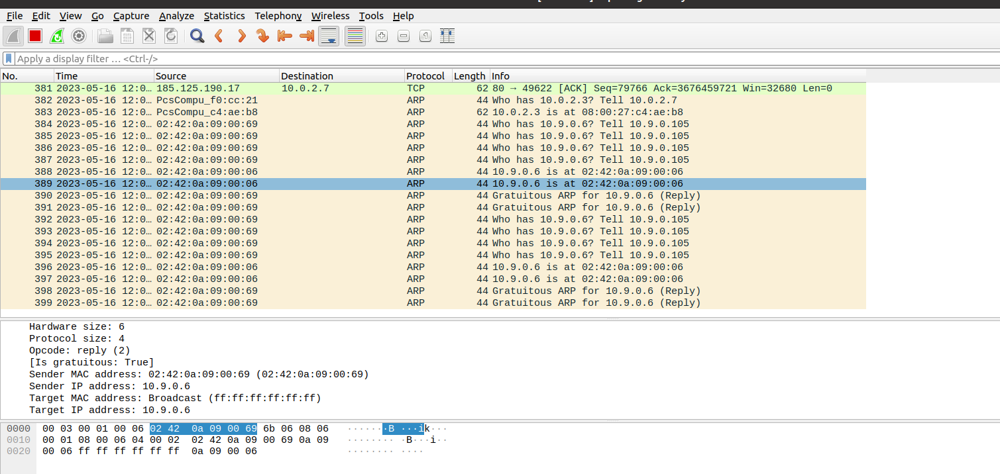 File Edit View Go Capture Analyze Statistics Telephony Wireless Tools Help
Apply a display filter … <Ctrl-/>
No. Time Source Destination Protocol Length Info
381 2023-05-16 12:0… 185.125.190.17 10.0.2.7 TCP 62 80 → 49622 [ACK] Seq=79766 Ack=3676459721 Win=32680 Len=0
382 2023-05-16 12:0… PcsCompu_f0:cc:21 ARP 44 Who has 10.0.2.3? Tell 10.0.2.7
383 2023-05-16 12:0… PcsCompu_c4:ae:b8 ARP 62 10.0.2.3 is at 08:00:27:c4:ae:b8
384 2023-05-16 12:0… 02:42:0a:09:00:69 ARP 44 Who has 10.9.0.6? Tell 10.9.0.105
385 2023-05-16 12:0… 02:42:0a:09:00:69 ARP 44 Who has 10.9.0.6? Tell 10.9.0.105
386 2023-05-16 12:0… 02:42:0a:09:00:69 ARP 44 Who has 10.9.0.6? Tell 10.9.0.105
387 2023-05-16 12:0… 02:42:0a:09:00:69 ARP 44 Who has 10.9.0.6? Tell 10.9.0.105
388 2023-05-16 12:0… 02:42:0a:09:00:06 ARP 44 10.9.0.6 is at 02:42:0a:09:00:06
389 2023-05-16 12:0… 02:42:0a:09:00:06 ARP 44 10.9.0.6 is at 02:42:0a:09:00:06
390 2023-05-16 12:0… 02:42:0a:09:00:69 ARP 44 Gratuitous ARP for 10.9.0.6 (Reply)
391 2023-05-16 12:0… 02:42:0a:09:00:69 ARP 44 Gratuitous ARP for 10.9.0.6 (Reply)
392 2023-05-16 12:0… 02:42:0a:09:00:69 ARP 44 Who has 10.9.0.6? Tell 10.9.0.105
393 2023-05-16 12:0… 02:42:0a:09:00:69 ARP 44 Who has 10.9.0.6? Tell 10.9.0.105
394 2023-05-16 12:0… 02:42:0a:09:00:69 ARP 44 Who has 10.9.0.6? Tell 10.9.0.105
395 2023-05-16 12:0… 02:42:0a:09:00:69 ARP 44 Who has 10.9.0.6? Tell 10.9.0.105
396 2023-05-16 12:0… 02:42:0a:09:00:06 ARP 44 10.9.0.6 is at 02:42:0a:09:00:06
397 2023-05-16 12:0… 02:42:0a:09:00:06 ARP 44 10.9.0.6 is at 02:42:0a:09:00:06
398 2023-05-16 12:0… 02:42:0a:09:00:69 ARP 44 Gratuitous ARP for 10.9.0.6 (Reply)
399 2023-05-16 12:0… 02:42:0a:09:00:69 ARP 44 Gratuitous ARP for 10.9.0.6 (Reply)
Hardware size: 6
Protocol size: 4
Opcode: reply (2)
[Is gratuitous: True]
Sender MAC address: 02:42:0a:09:00:69 (02:42:0a:09:00:69)
Sender IP address: 10.9.0.6
Target MAC address: Broadcast (ff:ff:ff:ff:ff:ff)
Target IP address: 10.9.0.6
0000 00 03 00 01 00 06 02 42 0a 09 00 69 6b 06 08 06 ·······B ···ik···
0010 00 01 08 00 06 04 00 02 02 42 0a 09 00 69 0a 09 ········ ·B···i··
0020 00 06 ff ff ff ff ff ff 0a 09 00 06 ········ ····